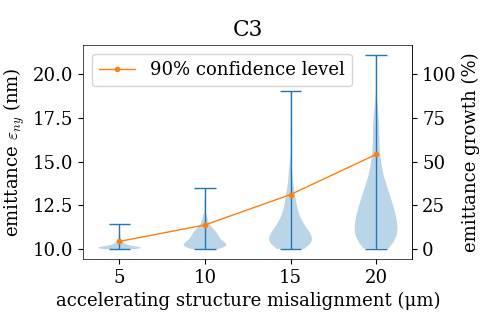 C3
90% confidence level
emittance εny (nm)
20.0
17.5
15.0
12.5
10.0
100
75
50
25
0
emittance growth (%)
5 10 15 20
accelerating structure misalignment (μm)